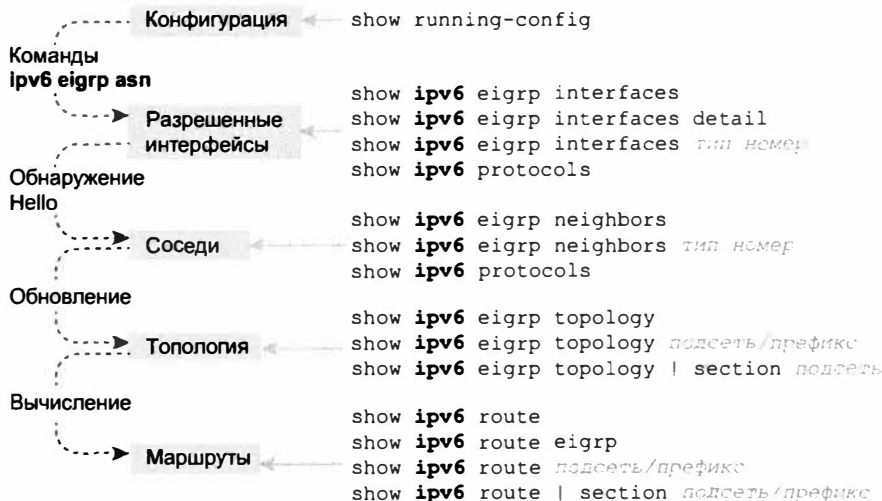 Конфигурация show running-config
Команды
ipv6 eigrp asn
show ipv6 eigrp interfaces
Разрешенные show ipv6 eigrp interfaces detail
интерфейсы show ipv6 eigrp interfaces тип номер
show ipv6 protocols
Обнаружение
Hello
show ipv6 eigrp neighbors
Соседи show ipv6 eigrp neighbors тип номер
show ipv6 protocols
Обновление
show ipv6 eigrp topology
Топология show ipv6 eigrp topology подсеть/префикс
show ipv6 eigrp topology | section подсеть
Вычисление
show ipv6 route
show ipv6 route eigrp
Маршруты show ipv6 route подсеть/префикс
show ipv6 route | section подсеть/префикс